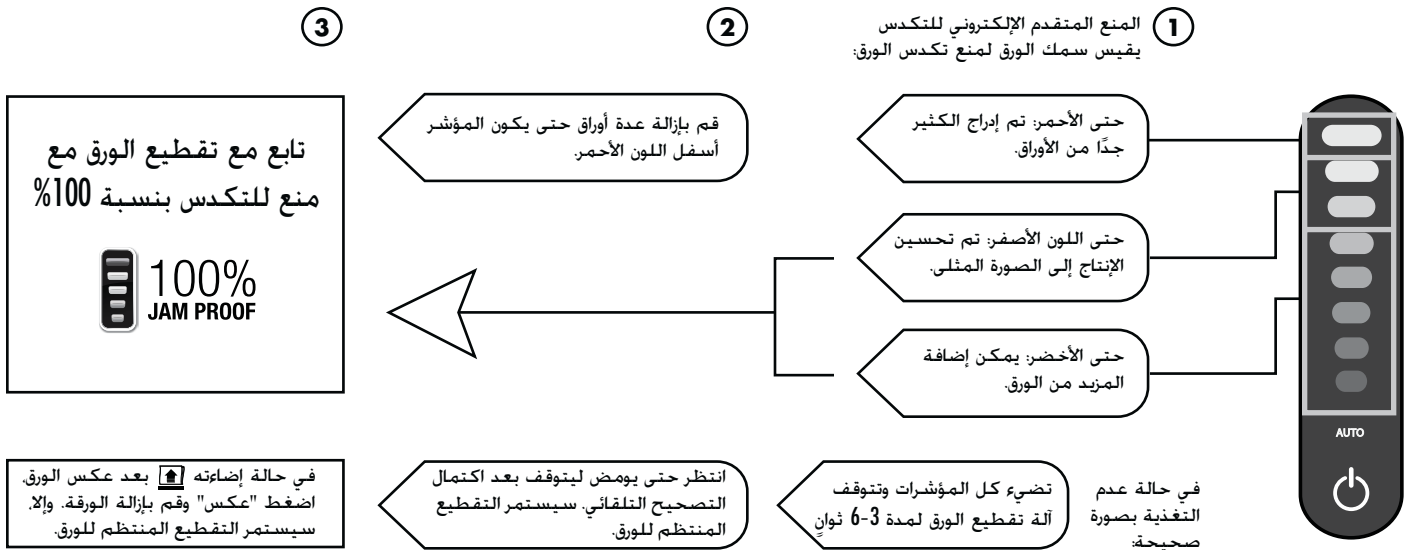 1
المنع المتقدم الإلكتروني للتكدس
يقيس سمك الورق لمنع تكدس الورق:
2
3
حتى الأحمر: تم إدراج الكثير
جدًا من الأوراق.
قم بإزالة عدة أوراق حتى يكون المؤشر
أسفل اللون الأحمر.
حتى اللون الأصفر: تم تحسين
الإنتاج إلى الصورة المثلى.
حتى الأخضر: يمكن إضافة
المزيد من الورق.
تابع مع تقطيع الورق مع
منع للتكدس بنسبة 100%
100%
JAM PROOF
AUTO
في حالة عدم
التغذية بصورة
صحيحة:
تضيء كل المؤشرات وتتوقف
آلة تقطيع الورق لمدة 3-6 ثوانٍ
انتظر حتى يومض ليتوقف بعد اكتمال
التصحيح التلقائي. سيستمر التقطيع
المنتظم للورق.
في حالة إضاءته بعد عكس الورق،
اضغط "عكس" وقم بإزالة الورقة. وإلا،
سيستمر التقطيع المنتظم للورق.